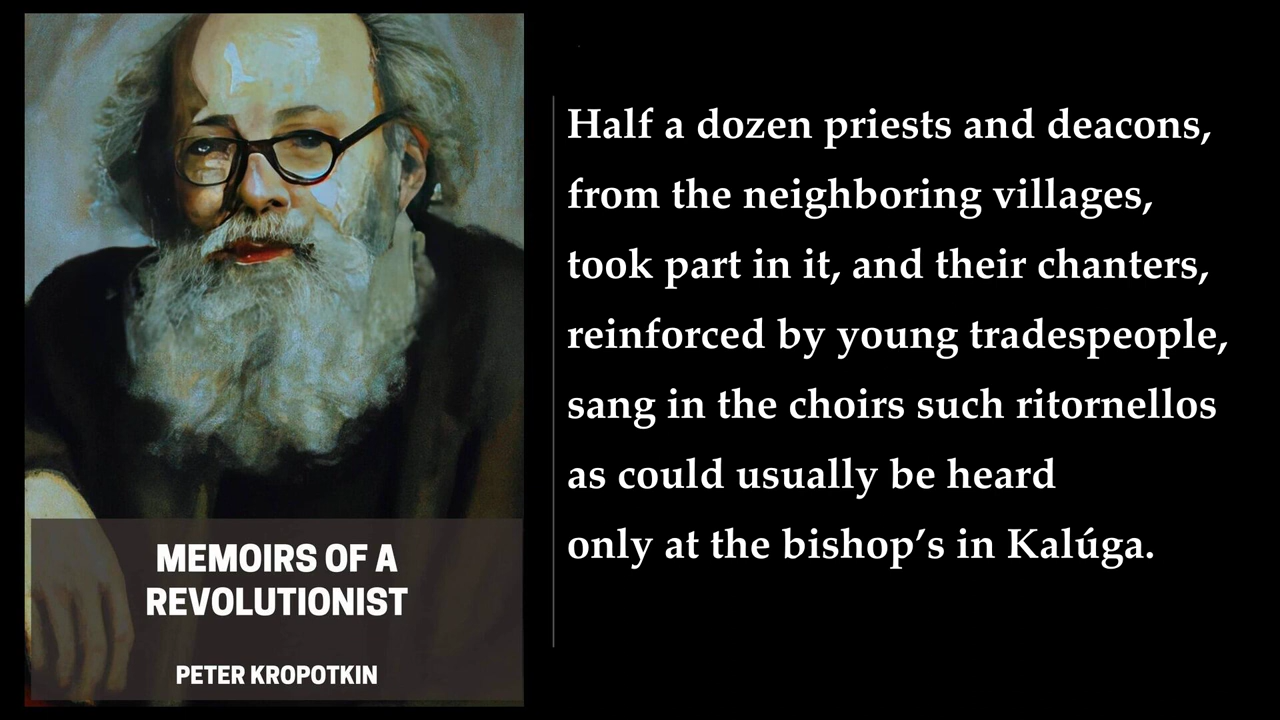 MEMOIRS OF A
REVOLUTIONIST
PETER KROPOTKIN
Half a dozen priests and deacons,
from the neighboring villages,
took part in it, and their chanters,
reinforced by young tradespeople,
sang in the choirs such ritornellos
as could usually be heard
only at the bishop’s in Kalúga.